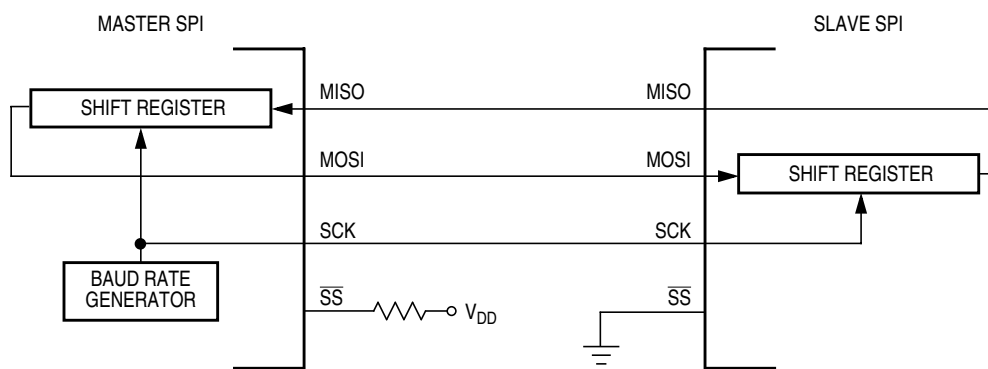 MASTER SPI
SLAVE SPI
SHIFT REGISTER
MISO
MISO
MOSI
MOSI
SHIFT REGISTER
SCK
SCK
BAUD RATE
GENERATOR
SS
VDD
SS